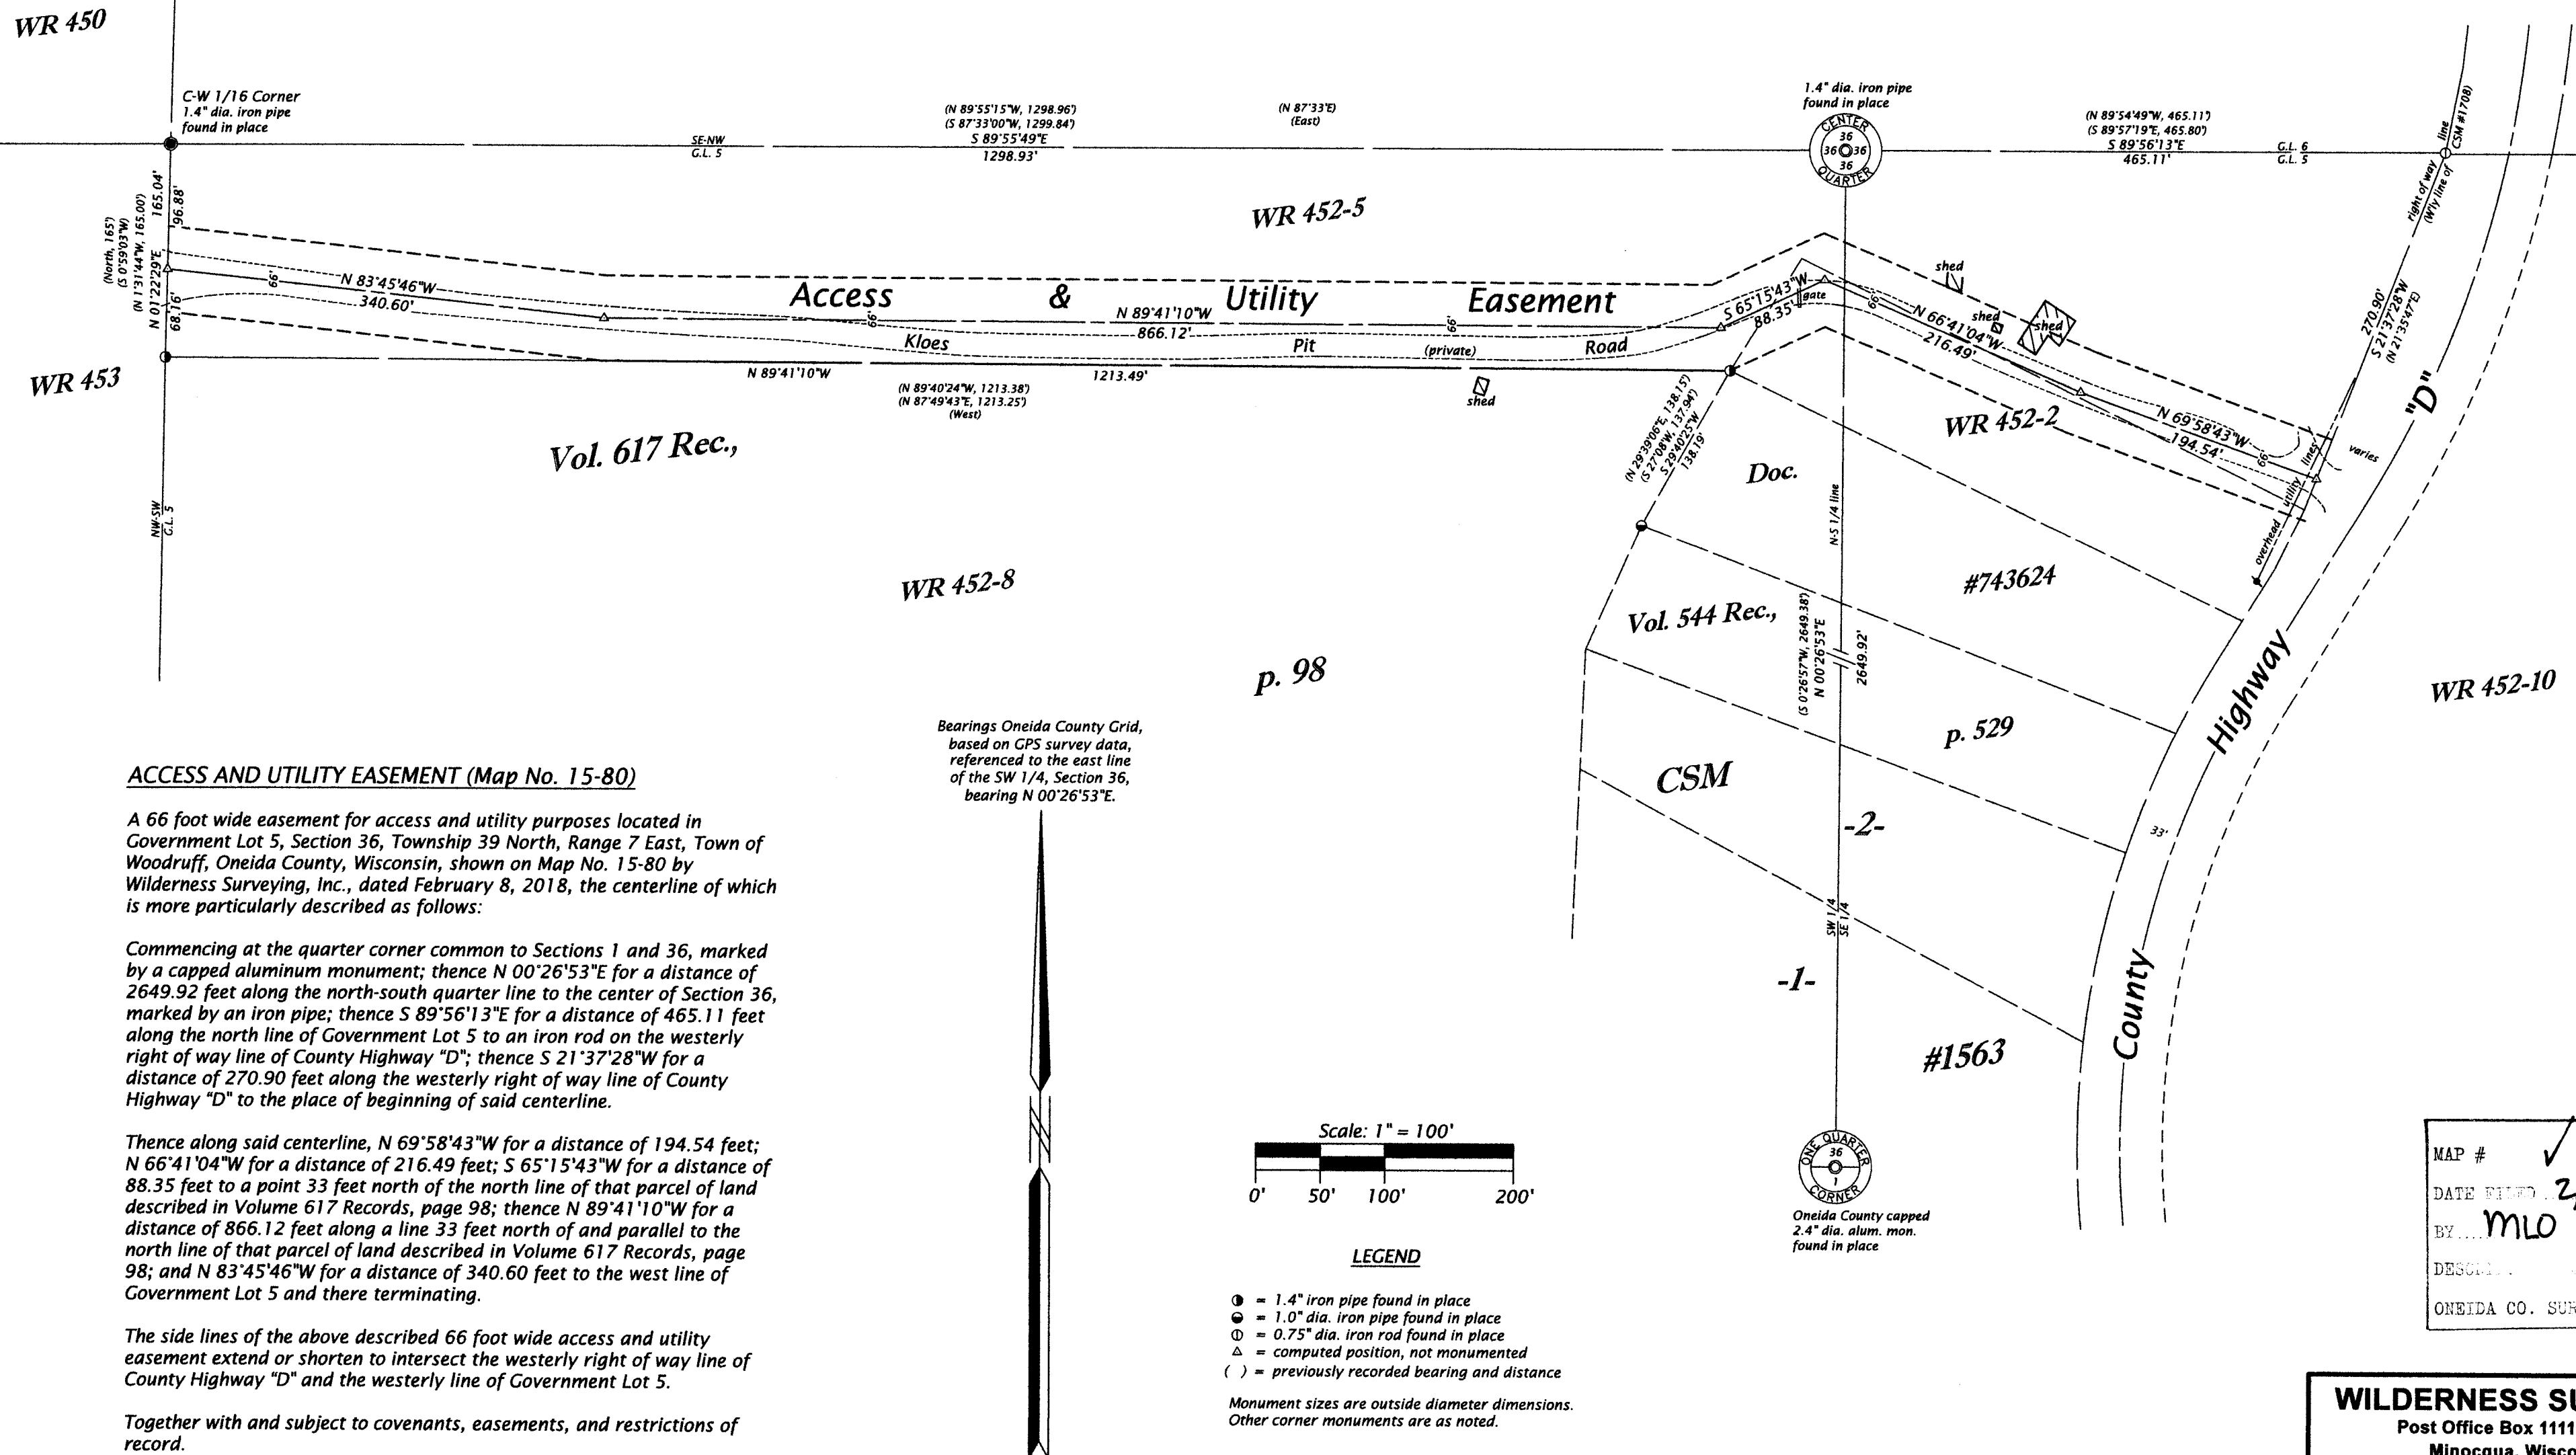 WR 450
C-W 1/16 Corner
1.4" dia. iron pipe
found in place
(N 89°55'15"W, 1298.96')
(S 87°33'00"W, 1299.84')
S 89°55'49"E
1298.93'
SE-NW
G.L. 5
(N 87°33'E)
(East)
1.4" dia. iron pipe
found in place
CENTER
36
36 36
36
QUARTER
(N 89°54'49"W, 465.11')
(S 89°57'19"E, 465.80')
S 89°56'13"E
465.11'
G.L. 6
G.L. 5
right of way line
(W'ly line of CSM #1708)
(North, 165')
(S 0°59'03"W)
(N 1°31'44"W, 165.00')
N 01°22'29"E 165.04'
96.88'
68.16'
WR 452-5
66'
N 83°45'46"W
340.60'
Access & Utility Easement
66'
N 89°41'10"W
866.12'
66'
S 65°15'43"W
88.35'
gate
66'
shed
shed
shed
N 66°41'04"W
216.49'
270.90'
S 21°37'28"W
(N 21°35'47"E)
Kloes Pit (private) Road
WR 453
N 89°41'10"W
1213.49'
(N 89°40'24"W, 1213.38')
(N 87°49'43"E, 1213.25')
(West)
shed
WR 452-2
N 69°58'43"W
194.54'
66'
varies
overhead utility lines
"D"
Vol. 617 Rec.,
(N 29°39'06"E, 138.15')
(S 27°08'W, 137.94')
S 29°40'25"W
138.19'
Doc.
N-S 1/4 line
NW-SW
G.L. 5
WR 452-8
#743624
Vol. 544 Rec.,
(S 0°26'57"W, 2649.38')
N 00°26'53"E
2649.92'
p. 98
Highway
WR 452-10
p. 529
CSM
-2-
33'
SW 1/4
SE 1/4
-1-
County
#1563
Bearings Oneida County Grid,
based on GPS survey data,
referenced to the east line
of the SW 1/4, Section 36,
bearing N 00°26'53"E.
ACCESS AND UTILITY EASEMENT (Map No. 15-80)
A 66 foot wide easement for access and utility purposes located in
Government Lot 5, Section 36, Township 39 North, Range 7 East, Town of
Woodruff, Oneida County, Wisconsin, shown on Map No. 15-80 by
Wilderness Surveying, Inc., dated February 8, 2018, the centerline of which
is more particularly described as follows:
Commencing at the quarter corner common to Sections 1 and 36, marked
by a capped aluminum monument; thence N 00°26'53"E for a distance of
2649.92 feet along the north-south quarter line to the center of Section 36,
marked by an iron pipe; thence S 89°56'13"E for a distance of 465.11 feet
along the north line of Government Lot 5 to an iron rod on the westerly
right of way line of County Highway "D"; thence S 21°37'28"W for a
distance of 270.90 feet along the westerly right of way line of County
Highway "D" to the place of beginning of said centerline.
Thence along said centerline, N 69°58'43"W for a distance of 194.54 feet;
N 66°41'04"W for a distance of 216.49 feet; S 65°15'43"W for a distance of
88.35 feet to a point 33 feet north of the north line of that parcel of land
described in Volume 617 Records, page 98; thence N 89°41'10"W for a
distance of 866.12 feet along a line 33 feet north of and parallel to the
north line of that parcel of land described in Volume 617 Records, page
98; and N 83°45'46"W for a distance of 340.60 feet to the west line of
Government Lot 5 and there terminating.
The side lines of the above described 66 foot wide access and utility
easement extend or shorten to intersect the westerly right of way line of
County Highway "D" and the westerly line of Government Lot 5.
Together with and subject to covenants, easements, and restrictions of
record.
Scale: 1" = 100'
0' 50' 100' 200'
LEGEND
= 1.4" iron pipe found in place
= 1.0" dia. iron pipe found in place
= 0.75" dia. iron rod found in place
△ = computed position, not monumented
( ) = previously recorded bearing and distance
Monument sizes are outside diameter dimensions.
Other corner monuments are as noted.
ONE QUARTER
36
1
CORNER
Oneida County capped
2.4" dia. alum. mon.
found in place
MAP # ✓
DATE FILED 2
BY.... MLO
ONEIDA CO. SUR
WILDERNESS SU
Post Office Box 1111
Minocqua, Wisco